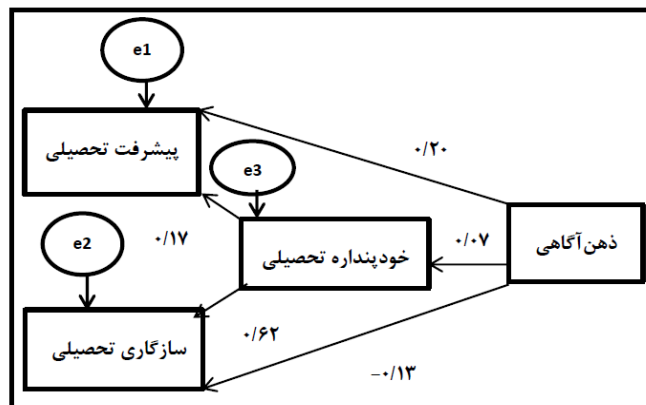 e1
پیشرفت تحصیلی
۰/۲۰
e3
e2
۰/۱۷
خودپنداره تحصیلی
۰/۰۷
ذهن‌آگاهی
سازگاری تحصیلی
۰/۶۲
−۰/۱۳